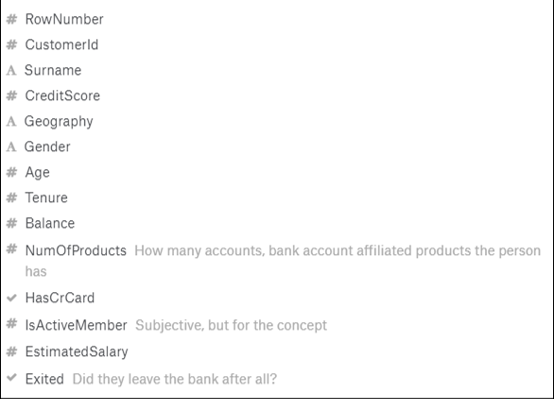 # RowNumber
# CustomerId
A Surname
# CreditScore
A Geography
A Gender
# Age
# Tenure
# Balance
# NumOfProducts How many accounts, bank account affiliated products the person
has
✓ HasCrCard
# IsActiveMember Subjective, but for the concept
# EstimatedSalary
✓ Exited Did they leave the bank after all?